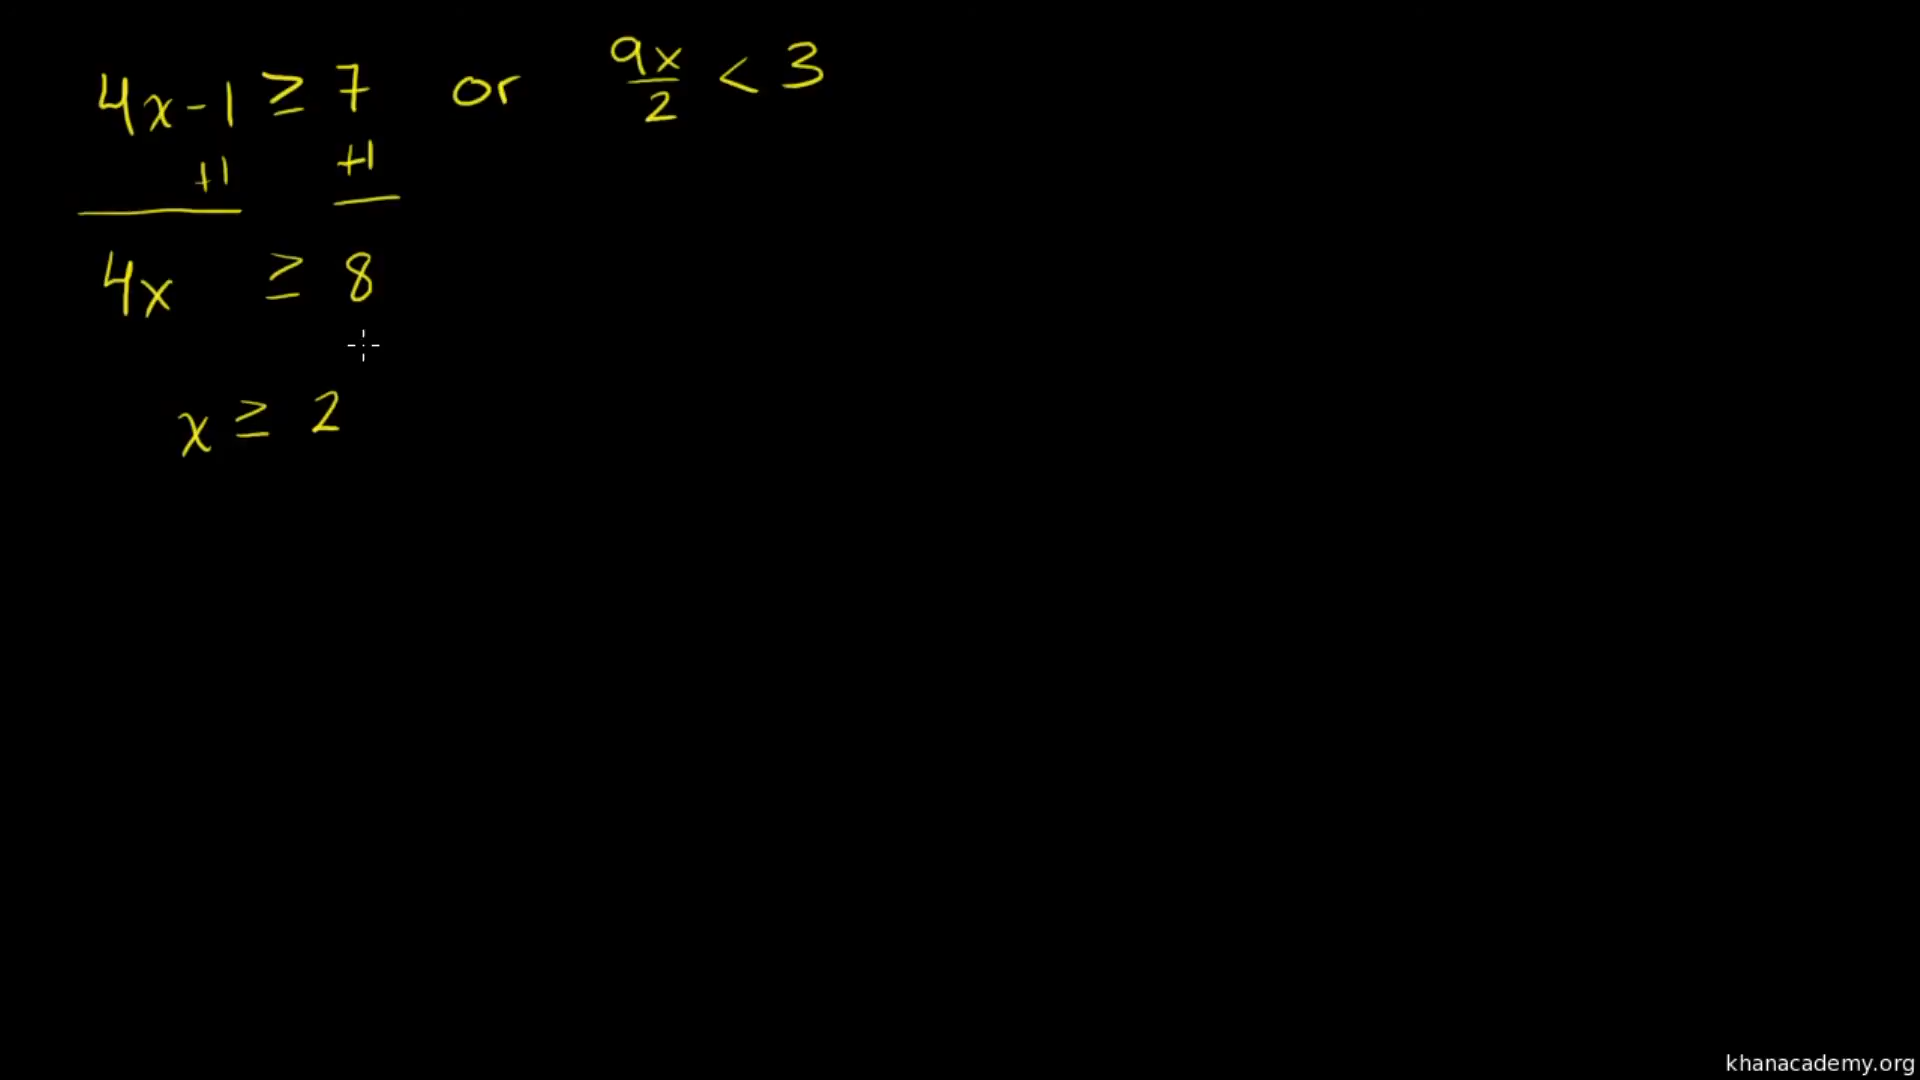 4x-1 ≥ 7 or 9x/2 < 3
+1 +1
4x ≥ 8
x ≥ 2
khanacademy.org